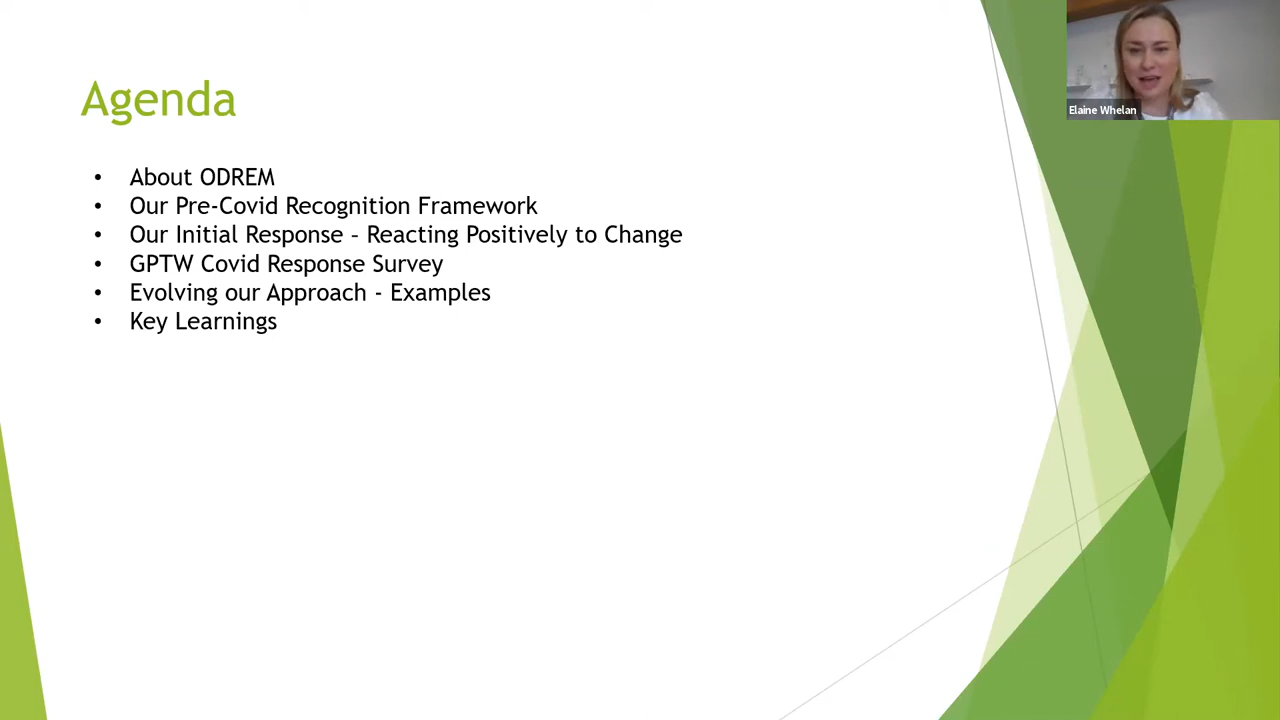 Agenda
• About ODREM
• Our Pre-Covid Recognition Framework
• Our Initial Response – Reacting Positively to Change
• GPTW Covid Response Survey
• Evolving our Approach - Examples
• Key Learnings
Elaine Whelan